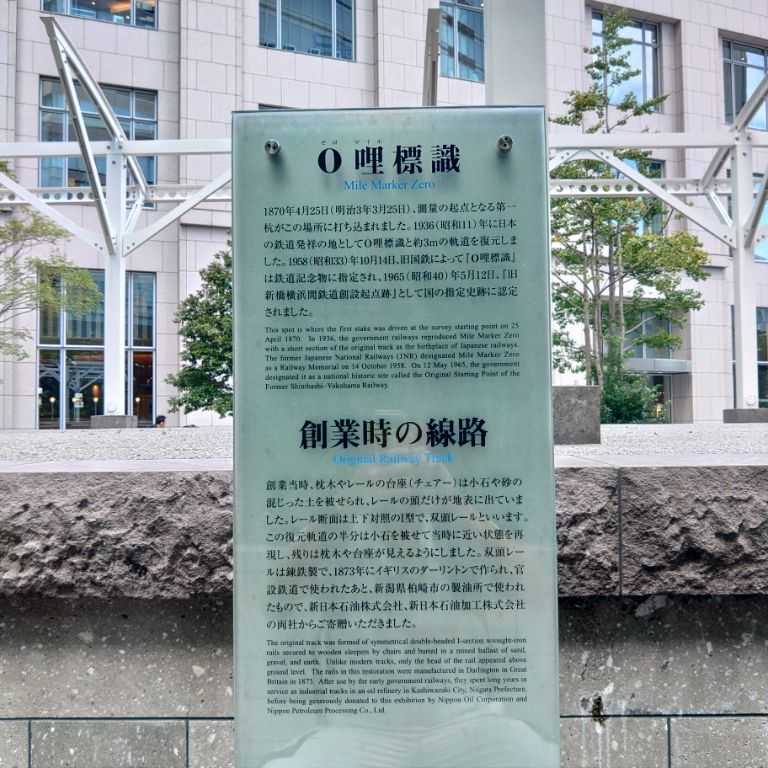 ぜろ マイル
0哩標識
Mile Marker Zero
1870年4月25日（明治3年3月25日）、測量の起点となる第一
杭がこの場所に打ち込まれました。1936（昭和11）年に日本
の鉄道発祥の地として0哩標識と約3mの軌道を復元しま
した。1958（昭和33）年10月14日、旧国鉄によって『0哩標識』
は鉄道記念物に指定され、1965（昭和40）年5月12日、『旧
新橋横浜間鉄道創設起点跡』として国の指定史跡に認定
されました。
This spot is where the first stake was driven at the survey starting point on 25
April 1870. In 1936, the government railways reproduced Mile Marker Zero
with a short section of the original track as the birthplace of Japanese railways.
The former Japanese National Railways (JNR) designated Mile Marker Zero
as a Railway Memorial on 14 October 1958. On 12 May 1965, the government
designated it as a national historic site called the Original Starting Point of the
Former Shimbashi–Yokohama Railway.
創業時の線路
Original Railway Track
創業当時、枕木やレールの台座（チェアー）は小石や砂の
混じった土を被せられ、レールの頭だけが地表に出ていま
した。レール断面は上下対照のI型で、双頭レールといいます。
この復元軌道の半分は小石を被せて当時に近い状態を再
現し、残りは枕木や台座が見えるようにしました。双頭レー
ルは錬鉄製で、1873年にイギリスのダーリントンで作られ、官
設鉄道で使われたあと、新潟県柏崎市の製油所で使われ
たもので、新日本石油株式会社、新日本石油加工株式会社
の両社からご寄贈いただきました。
The original track was formed of symmetrical double-headed I-section wrought-iron
rails secured to wooden sleepers by chairs and buried in a mixed ballast of sand,
gravel, and earth. Unlike modern tracks, only the head of the rail appeared above
ground level. The rails in this restoration were manufactured in Darlington in Great
Britain in 1873. After use by the early government railways, they spent long years in
service as industrial tracks in an oil refinery in Kashiwazaki City, Niigata Prefecture,
before being generously donated to this exhibition by Nippon Oil Corporation and
Nippon Petroleum Processing Co., Ltd.